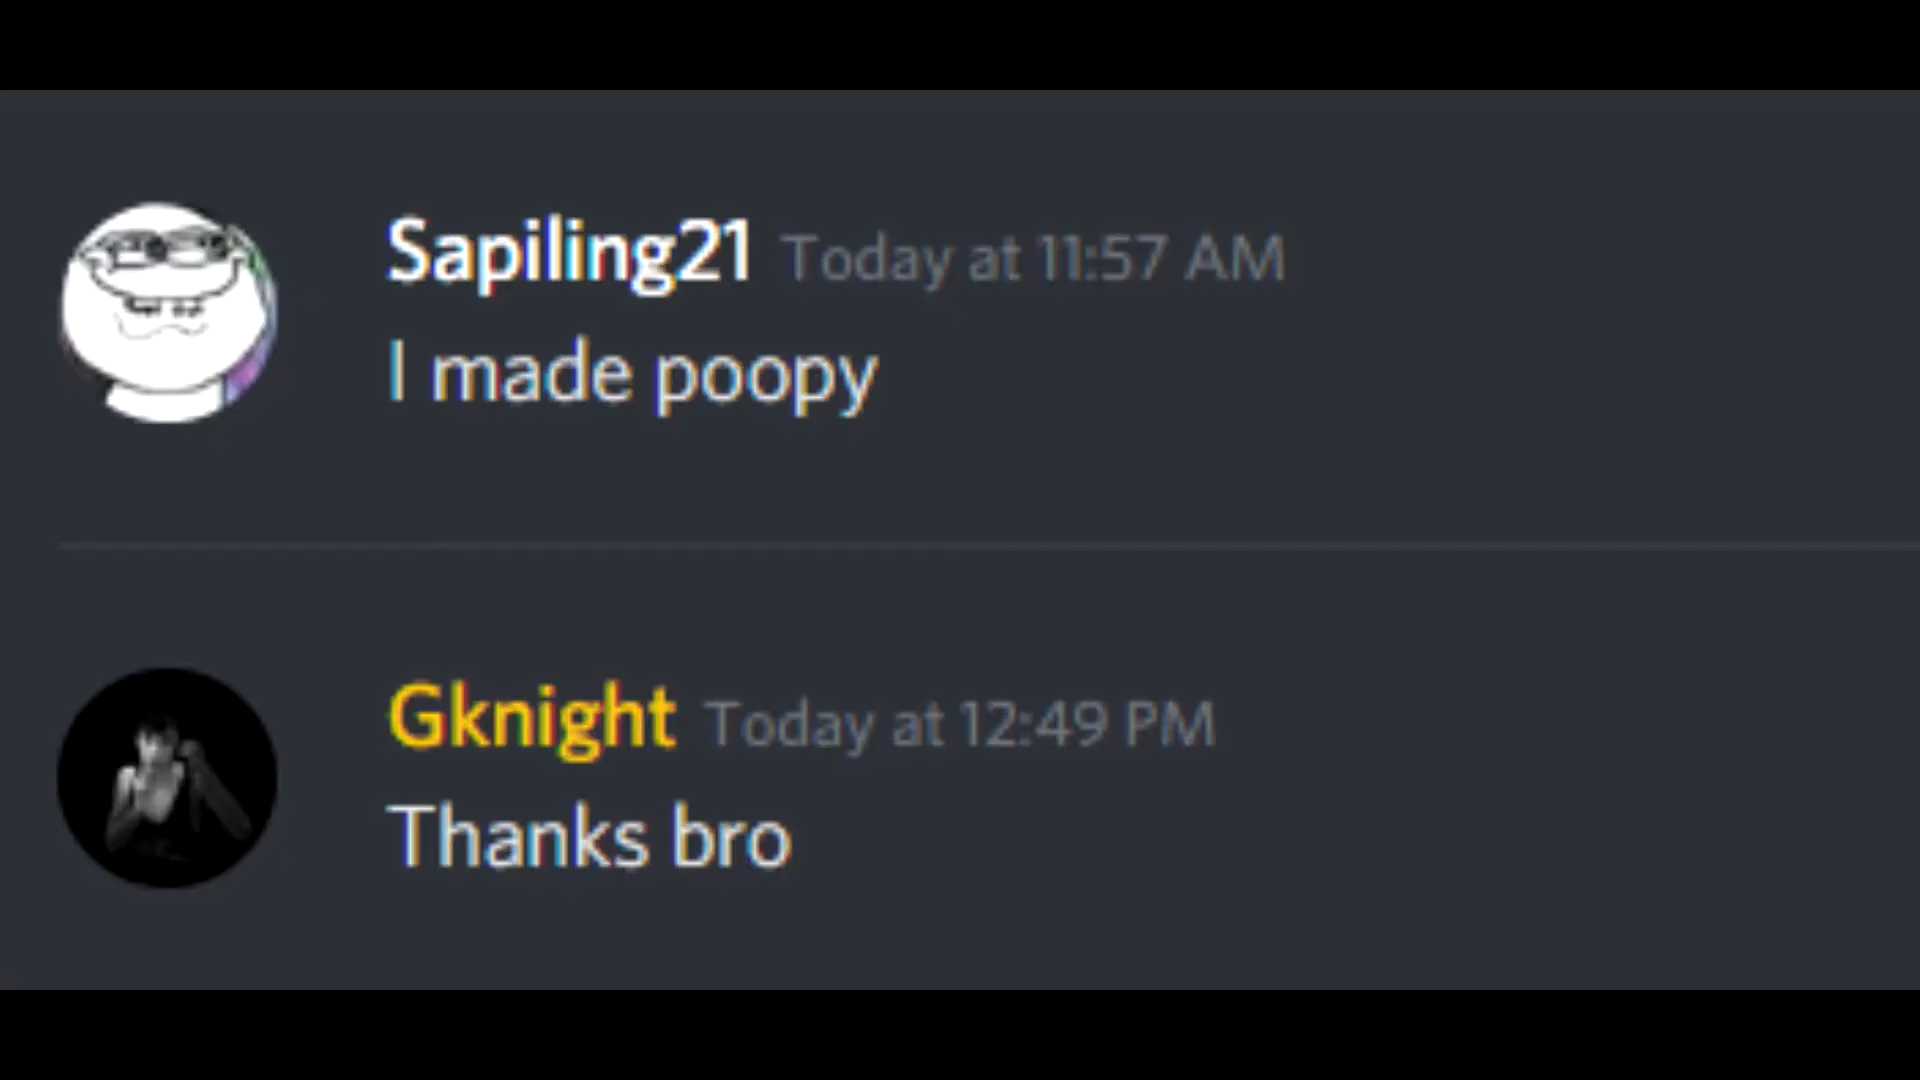 Sapiling21 Today at 11:57 AM
I made poopy
Gknight Today at 12:49 PM
Thanks bro